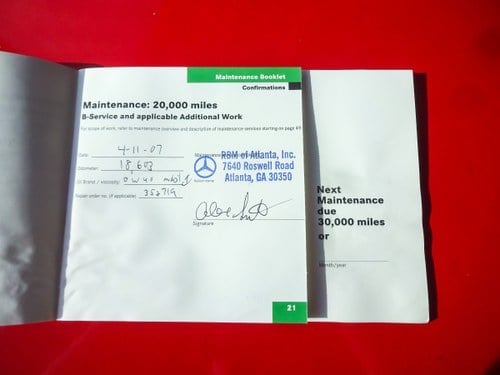 Maintenance Booklet
Confirmations
Maintenance: 20,000 miles
B-Service and applicable Additional Work
For scope of work, refer to maintenance overview and description of maintenance services starting on page
Date: 4-11-07
Odometer: 18,603
Oil Brand / viscosity: 0W40 mobil 1
Repair order no. (if applicable): 352719
RBM of Atlanta, Inc.
7640 Roswell Road
Atlanta, GA 30350
Signature
21
Next
Maintenance
due
30,000 miles
or
Month/year